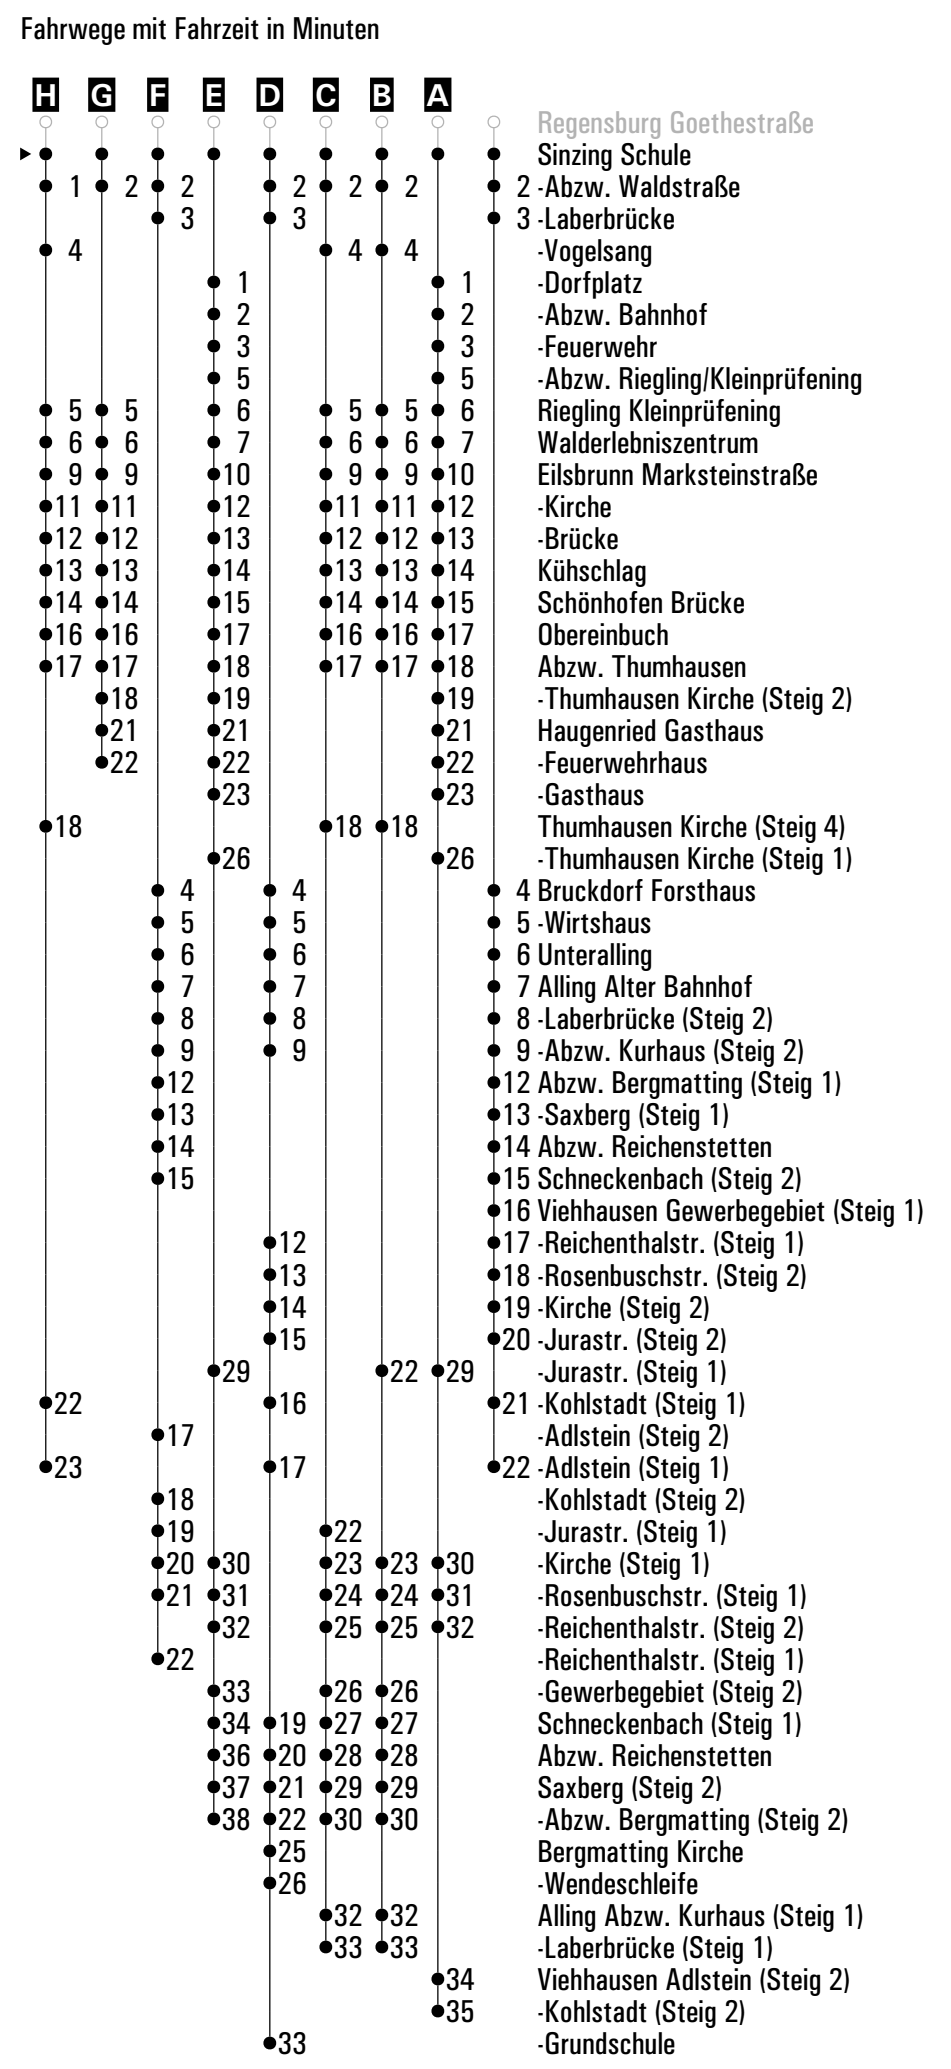 Fahrwege mit Fahrzeit in Minuten
H G F E D C B A
Regensburg Goethestraße
Sinzing Schule
1 2 2 2 2 2 2 -Abzw. Waldstraße
3 3 3 -Laberbrücke
4 4 4 -Vogelsang
1 1 -Dorfplatz
2 2 -Abzw. Bahnhof
3 3 -Feuerwehr
5 5 -Abzw. Riegling/Kleinprüfening
5 5 6 5 5 6 Riegling Kleinprüfening
6 6 7 6 6 7 Walderlebniszentrum
9 9 10 9 9 10 Eilsbrunn Marksteinstraße
11 11 12 11 11 12 -Kirche
12 12 13 12 12 13 -Brücke
13 13 14 13 13 14 Kühschlag
14 14 15 14 14 15 Schönhofen Brücke
16 16 17 16 16 17 Obereinbuch
17 17 18 17 17 18 Abzw. Thumhausen
18 19 19 -Thumhausen Kirche (Steig 2)
21 21 21 Haugenried Gasthaus
22 22 22 -Feuerwehrhaus
23 23 -Gasthaus
18 18 18 Thumhausen Kirche (Steig 4)
26 26 -Thumhausen Kirche (Steig 1)
4 4 4 Bruckdorf Forsthaus
5 5 5 -Wirtshaus
6 6 6 Unteralling
7 7 7 Alling Alter Bahnhof
8 8 8 -Laberbrücke (Steig 2)
9 9 9 -Abzw. Kurhaus (Steig 2)
12 12 Abzw. Bergmatting (Steig 1)
13 13 -Saxberg (Steig 1)
14 14 Abzw. Reichenstetten
15 15 Schneckenbach (Steig 2)
16 Viehhausen Gewerbegebiet (Steig 1)
12 17 -Reichenthalstr. (Steig 1)
13 18 -Rosenbuschstr. (Steig 2)
14 19 -Kirche (Steig 2)
15 20 -Jurastr. (Steig 2)
29 22 29 -Jurastr. (Steig 1)
22 16 21 -Kohlstadt (Steig 1)
17 -Adlstein (Steig 2)
23 17 22 -Adlstein (Steig 1)
18 -Kohlstadt (Steig 2)
19 22 -Jurastr. (Steig 1)
20 30 23 23 30 -Kirche (Steig 1)
21 31 24 24 31 -Rosenbuschstr. (Steig 1)
32 25 25 32 -Reichenthalstr. (Steig 2)
22 -Reichenthalstr. (Steig 1)
33 26 26 -Gewerbegebiet (Steig 2)
34 19 27 27 Schneckenbach (Steig 1)
36 20 28 28 Abzw. Reichenstetten
37 21 29 29 Saxberg (Steig 2)
38 22 30 30 -Abzw. Bergmatting (Steig 2)
25 Bergmatting Kirche
26 -Wendeschleife
32 32 Alling Abzw. Kurhaus (Steig 1)
33 33 -Laberbrücke (Steig 1)
34 Viehhausen Adlstein (Steig 2)
35 -Kohlstadt (Steig 2)
33 -Grundschule